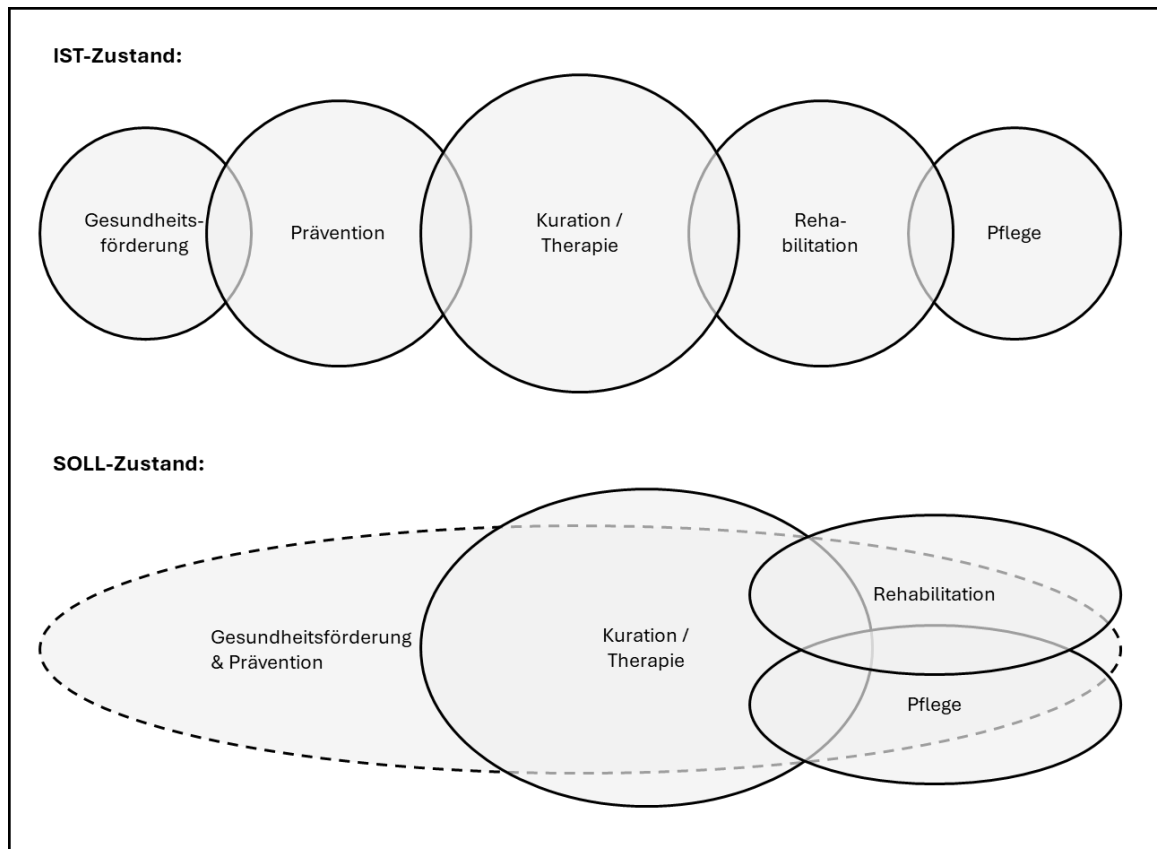 IST-Zustand:
Gesundheits-
förderung
Prävention
Kuration /
Therapie
Reha-
bilitation
Pflege
SOLL-Zustand:
Gesundheitsförderung
& Prävention
Kuration /
Therapie
Rehabilitation
Pflege